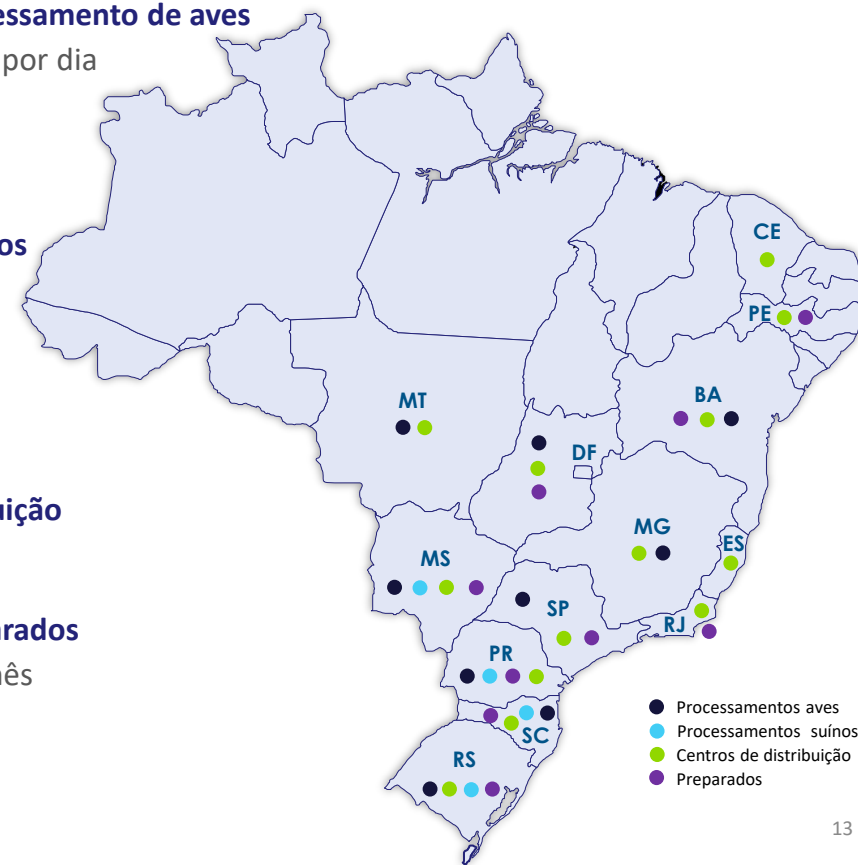 essamento de aves
por dia
os
uição
arados
ês
CE
PE
BA
MT
DF
MG
ES
MS
SP
RJ
PR
SC
RS
Processamentos aves
Processamentos suínos
Centros de distribuição
Preparados
13